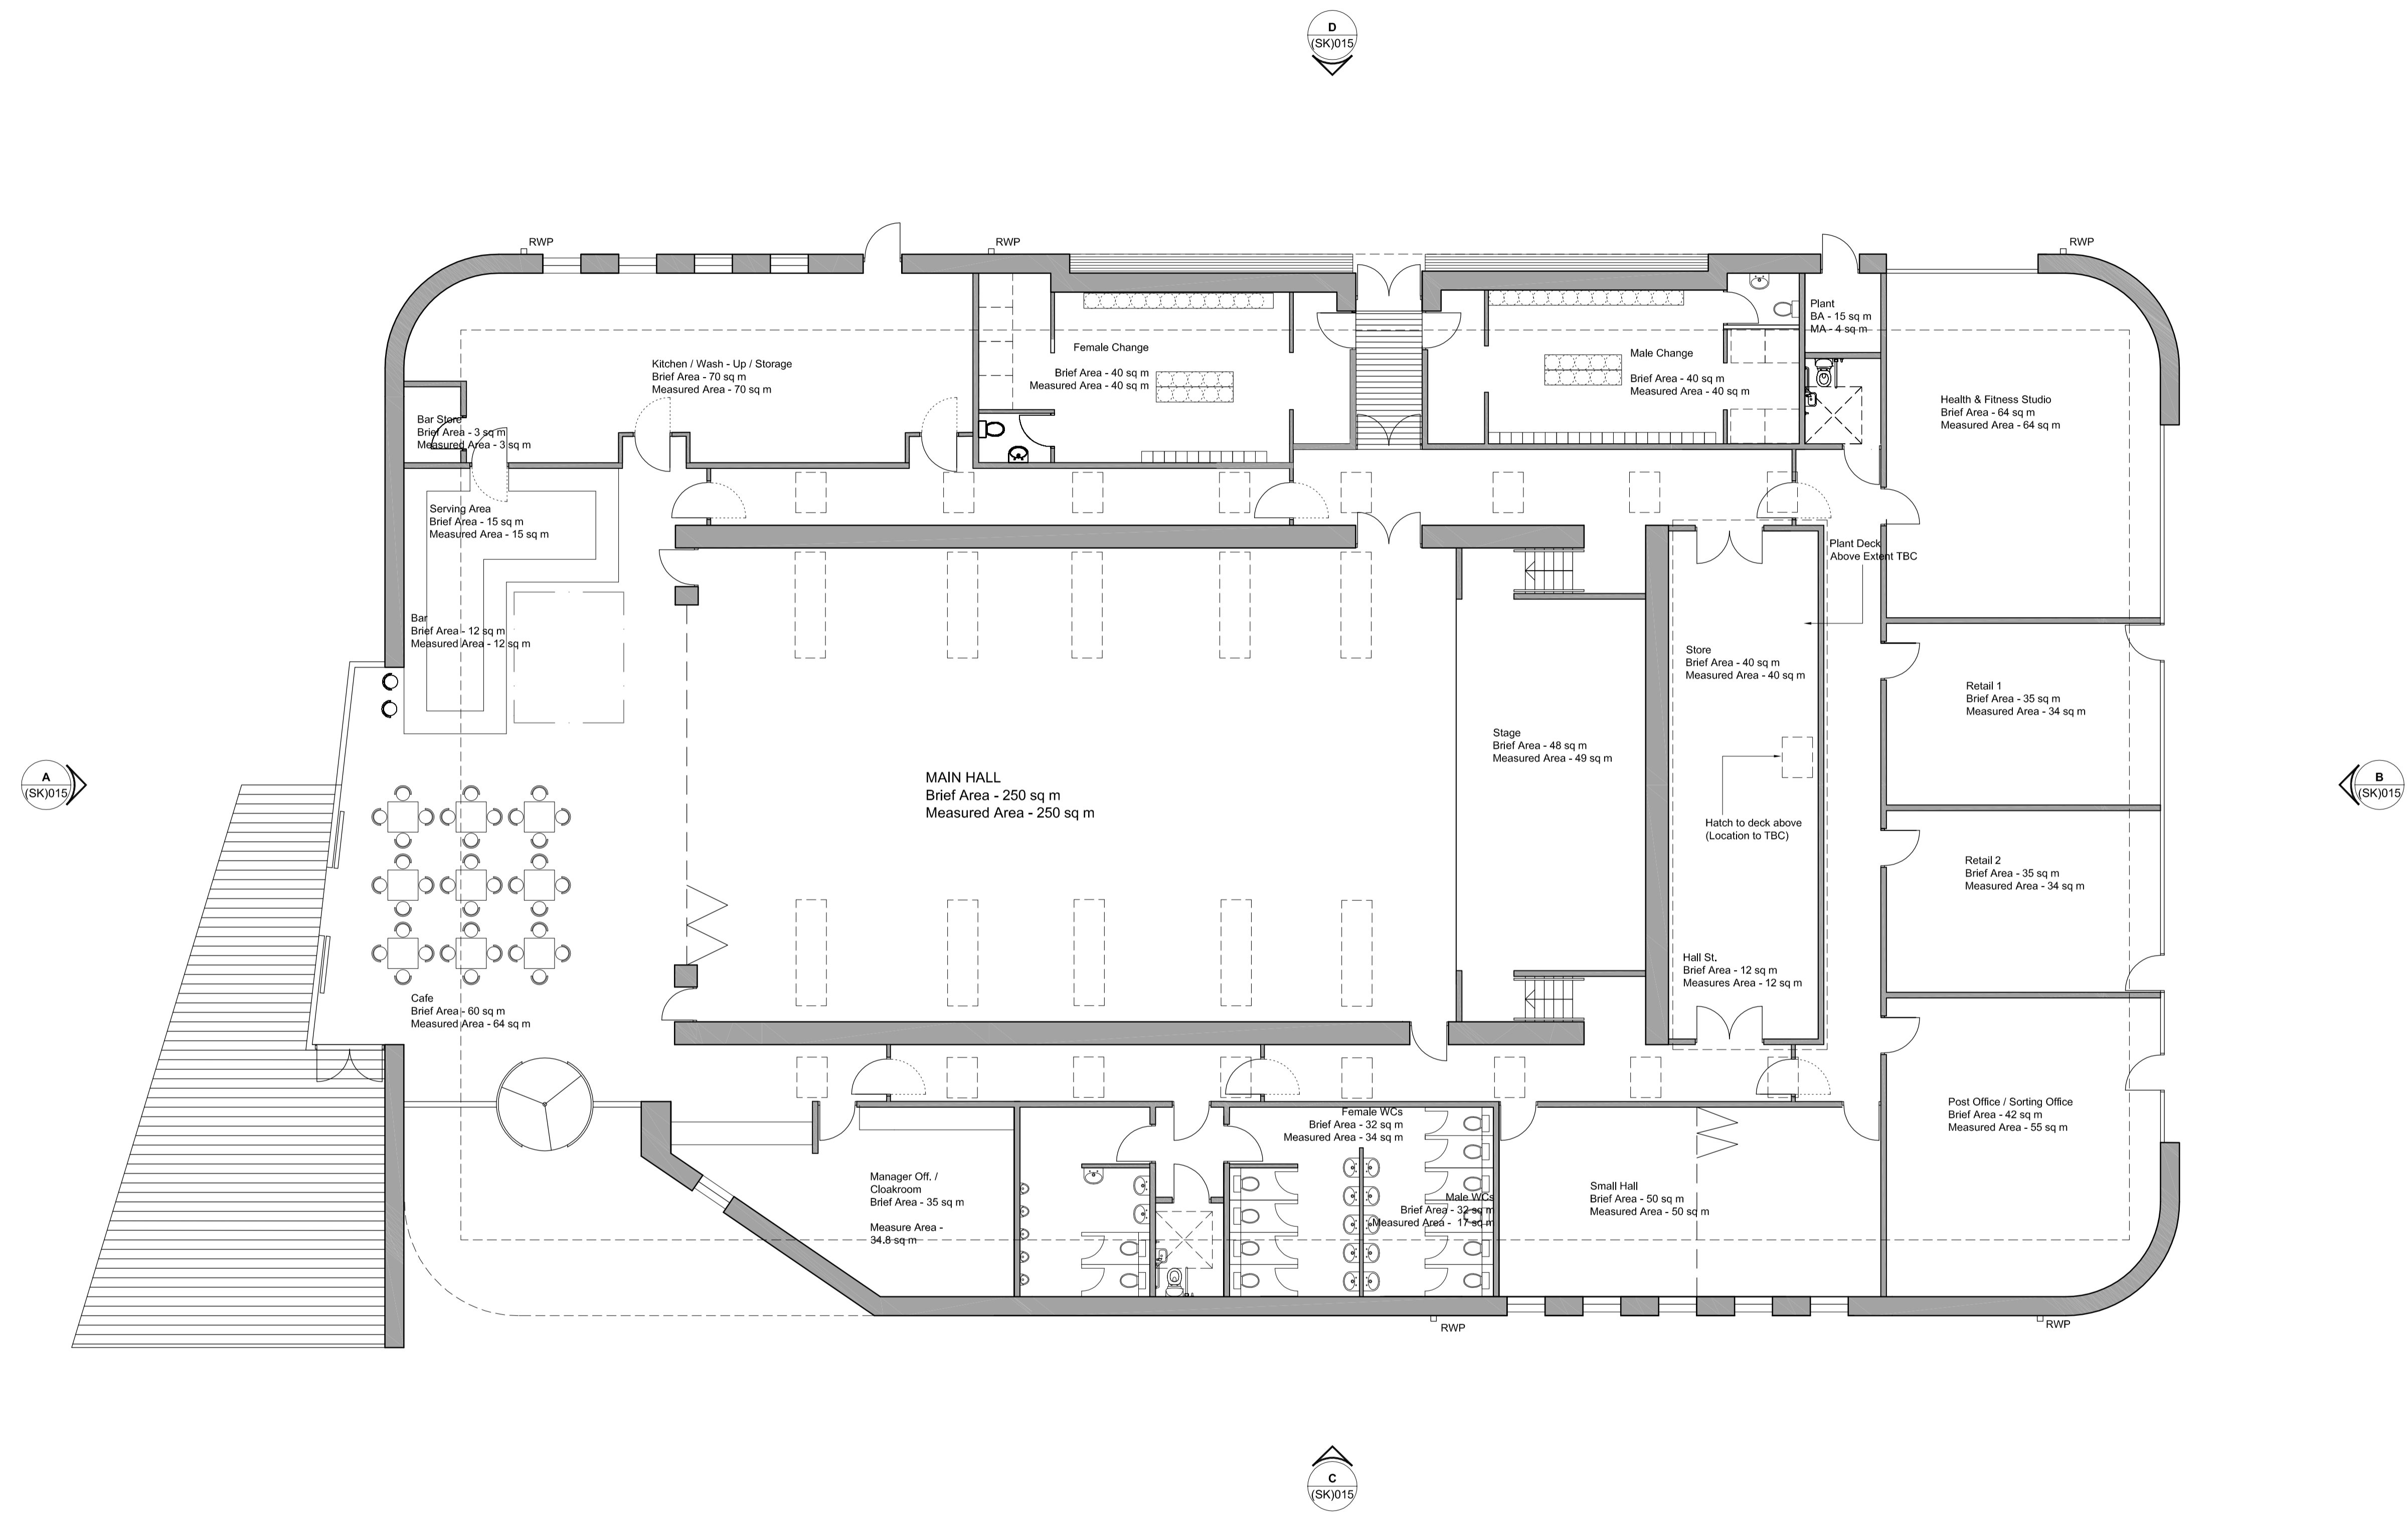 D
(SK)015
RWP
RWP
RWP
Plant
BA - 15 sq m
MA - 4 sq m
Female Change
Brief Area - 40 sq m
Measured Area - 40 sq m
Male Change
Brief Area - 40 sq m
Measured Area - 40 sq m
Kitchen / Wash - Up / Storage
Brief Area - 70 sq m
Measured Area - 70 sq m
Health & Fitness Studio
Brief Area - 64 sq m
Measured Area - 64 sq m
Bar Store
Brief Area - 3 sq m
Measured Area - 3 sq m
Serving Area
Brief Area - 15 sq m
Measured Area - 15 sq m
Plant Deck
Above Extent TBC
Bar
Brief Area - 12 sq m
Measured Area - 12 sq m
Store
Brief Area - 40 sq m
Measured Area - 40 sq m
Retail 1
Brief Area - 35 sq m
Measured Area - 34 sq m
Stage
Brief Area - 48 sq m
Measured Area - 49 sq m
A
(SK)015
MAIN HALL
Brief Area - 250 sq m
Measured Area - 250 sq m
B
(SK)015
Hatch to deck above
(Location to TBC)
Retail 2
Brief Area - 35 sq m
Measured Area - 34 sq m
Hall St.
Brief Area - 12 sq m
Measures Area - 12 sq m
Cafe
Brief Area - 60 sq m
Measured Area - 64 sq m
Post Office / Sorting Office
Brief Area - 42 sq m
Measured Area - 55 sq m
Female WCs
Brief Area - 32 sq m
Measured Area - 34 sq m
Manager Off. /
Cloakroom
Brief Area - 35 sq m
Measure Area -
34.8 sq m
Male WCs
Brief Area - 32 sq m
Measured Area -  17 sq m
Small Hall
Brief Area - 50 sq m
Measured Area - 50 sq m
RWP
RWP
C
(SK)015